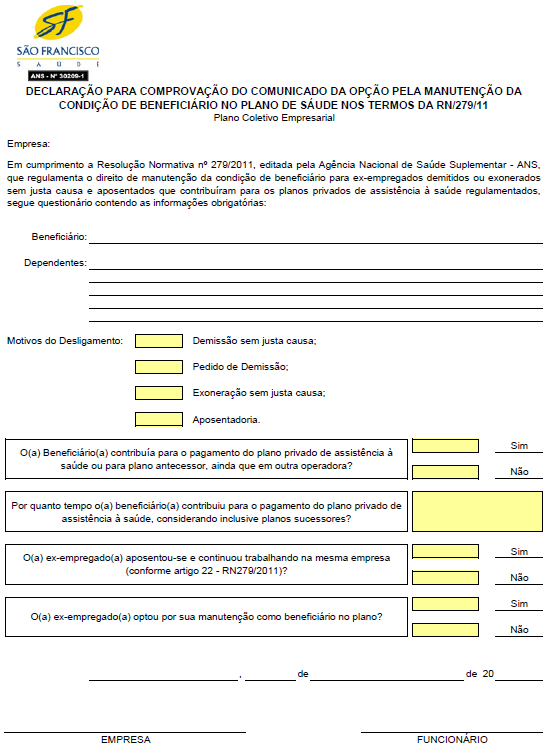 SF
SÃO FRANCISCO
SAÚDE
ANS - Nº 30209-1
DECLARAÇÃO PARA COMPROVAÇÃO DO COMUNICADO DA OPÇÃO PELA MANUTENÇÃO DA
CONDIÇÃO DE BENEFICIÁRIO NO PLANO DE SÁUDE NOS TERMOS DA RN/279/11
Plano Coletivo Empresarial
Empresa:
Em cumprimento a Resolução Normativa nº 279/2011, editada pela Agência Nacional de Saúde Suplementar - ANS,
que regulamenta o direito de manutenção da condição de beneficiário para ex-empregados demitidos ou exonerados
sem justa causa e aposentados que contribuíram para os planos privados de assistência à saúde regulamentados,
segue questionário contendo as informações obrigatórias:
Beneficiário:
Dependentes:
Motivos do Desligamento:
Demissão sem justa causa;
Pedido de Demissão;
Exoneração sem justa causa;
Aposentadoria.
O(a) Beneficiário(a) contribuía para o pagamento do plano privado de assistência à
saúde ou para plano antecessor, ainda que em outra operadora?
Sim
Não
Por quanto tempo o(a) beneficiário(a) contribuiu para o pagamento do plano privado de
assistência à saúde, considerando inclusive planos sucessores?
O(a) ex-empregado(a) aposentou-se e continuou trabalhando na mesma empresa
(conforme artigo 22 - RN279/2011)?
Sim
Não
O(a) ex-empregado(a) optou por sua manutenção como beneficiário no plano?
Sim
Não
, de de 20
EMPRESA FUNCIONÁRIO